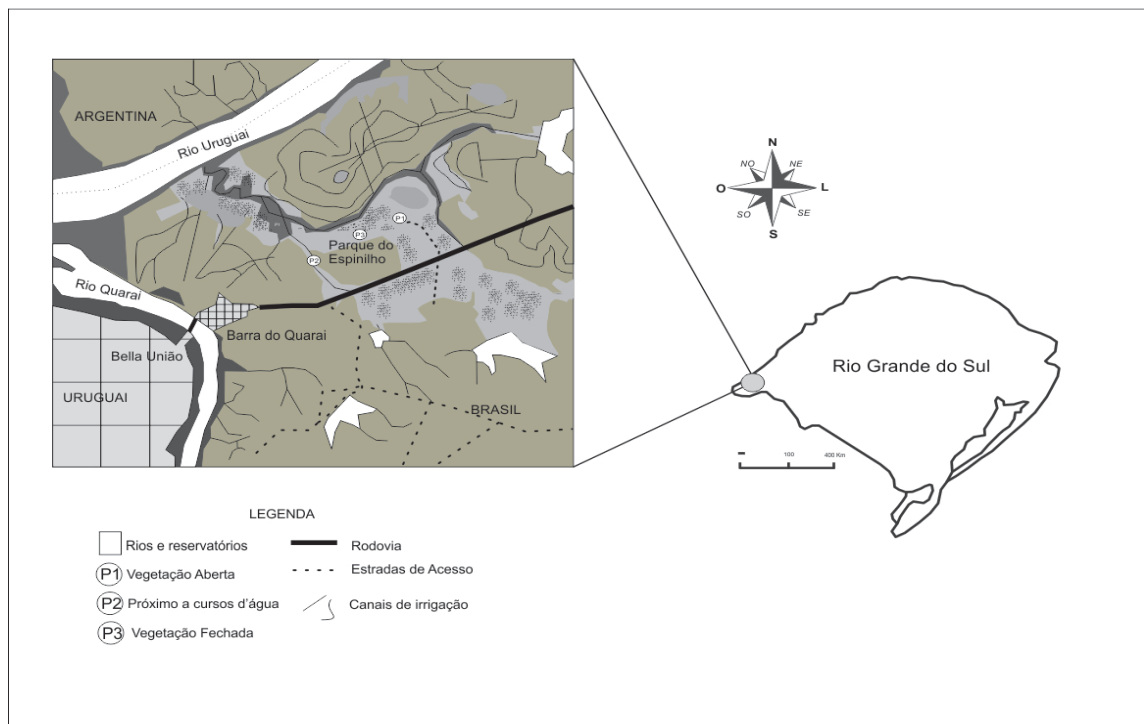 ARGENTINA
Rio Uruguai
P1
P3
Parque do
Espinilho
P2
Rio Quarai
Barra do Quarai
Bella União
URUGUAI
BRASIL
N
NO
NE
O
L
SO
SE
S
Rio Grande do Sul
100
400 Km
LEGENDA
Rios e reservatórios
Rodovia
P1 Vegetação Aberta
Estradas de Acesso
P2 Próximo a cursos d'água
Canais de irrigação
P3 Vegetação Fechada